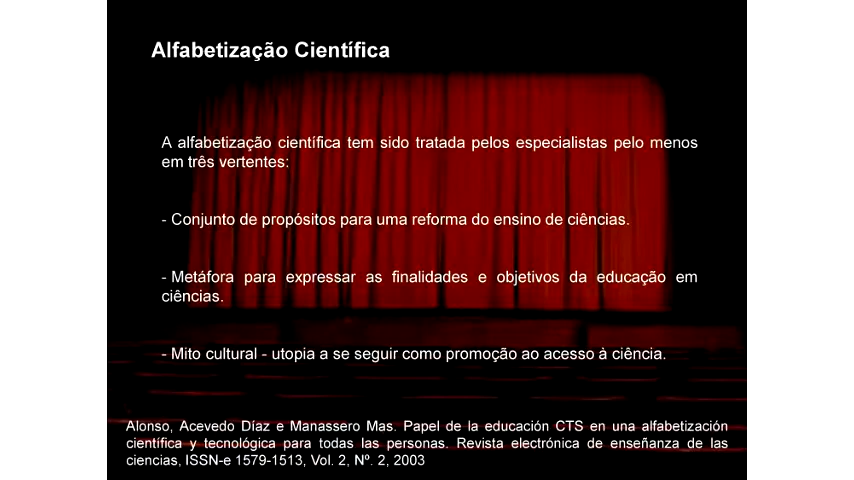 Alfabetização Científica
A alfabetização científica tem sido tratada pelos especialistas pelo menos
em três vertentes:
- Conjunto de propósitos para uma reforma do ensino de ciências.
- Metáfora para expressar as finalidades e objetivos da educação em
ciências.
- Mito cultural - utopia a se seguir como promoção ao acesso à ciência.
Alonso, Acevedo Díaz e Manassero Mas. Papel de la educación CTS en una alfabetización
científica y tecnológica para todas las personas. Revista electrónica de enseñanza de las
ciencias, ISSN-e 1579-1513, Vol. 2, Nº. 2, 2003